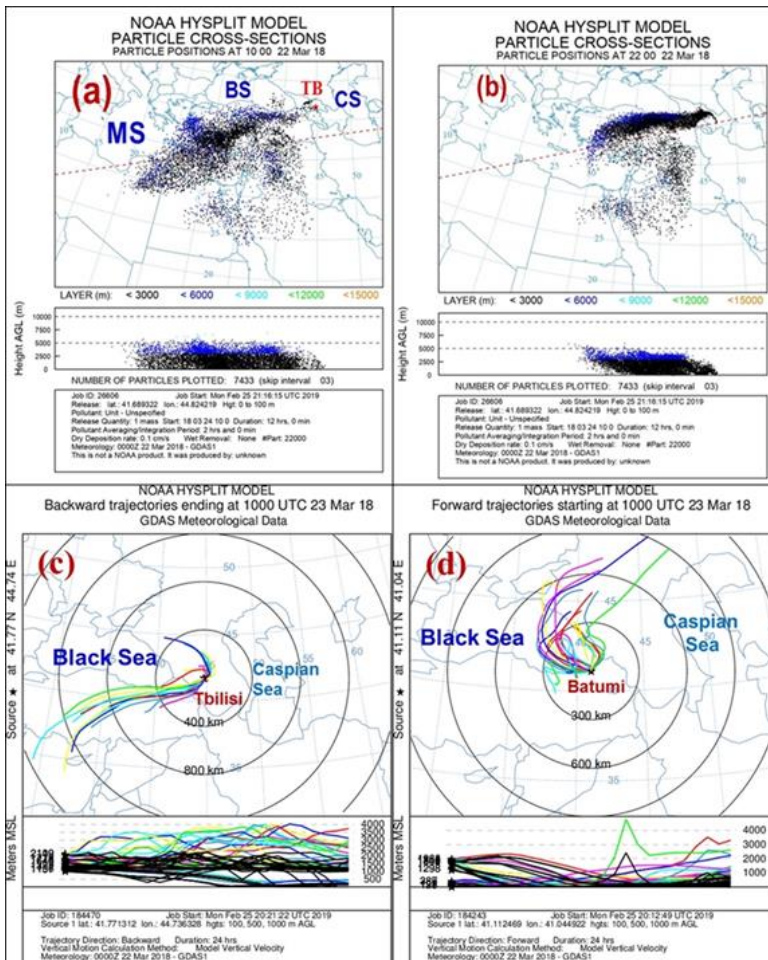 NOAA HYSPLIT MODEL
PARTICLE CROSS-SECTIONS
PARTICLE POSITIONS AT 10 00 22 Mar 18
(a)
BS
TB
CS
MS
LAYER (m): < 3000 < 6000 < 9000 <12000 <15000
Height AGL (m)
10000
7500
5000
2500
0
NUMBER OF PARTICLES PLOTTED: 7433 (skip interval 03)
Job ID: 26606 Job Start: Mon Feb 25 21:16:15 UTC 2019
Release: lat.: 41.689322 lon.: 44.824219 Hgt: 0 to 100 m
Pollutant: Unit - Unspecified
Release Quantity: 1 mass Start: 18 03 24 10 0 Duration: 12 hrs, 0 min
Pollutant Averaging/Integration Period: 2 hrs and 0 min
Dry Deposition rate: 0.1 cm/s Wet Removal: None #Part: 22000
Meteorology: 0000Z 22 Mar 2018 - GDAS1
This is not a NOAA product. It was produced by: unknown
NOAA HYSPLIT MODEL
PARTICLE CROSS-SECTIONS
PARTICLE POSITIONS AT 22 00 22 Mar 18
(b)
LAYER (m): < 3000 < 6000 < 9000 <12000 <15000
Height AGL (m)
10000
7500
5000
2500
0
NUMBER OF PARTICLES PLOTTED: 7433 (skip interval 03)
Job ID: 26606 Job Start: Mon Feb 25 21:16:15 UTC 2019
Release: lat.: 41.689322 lon.: 44.824219 Hgt: 0 to 100 m
Pollutant: Unit - Unspecified
Release Quantity: 1 mass Start: 18 03 24 10 0 Duration: 12 hrs, 0 min
Pollutant Averaging/Integration Period: 2 hrs and 0 min
Dry Deposition rate: 0.1 cm/s Wet Removal: None #Part: 22000
Meteorology: 0000Z 22 Mar 2018 - GDAS1
This is not a NOAA product. It was produced by: unknown
NOAA HYSPLIT MODEL
Backward trajectories ending at 1000 UTC 23 Mar 18
GDAS Meteorological Data
(c)
Source ★ at 41.77 N 44.74 E
Black Sea
Caspian
Sea
Tbilisi
400 km
800 km
Meters MSL
4000
1000
500
Job ID: 184470 Job Start: Mon Feb 25 20:21:22 UTC 2019
Source 1 lat.: 41.771312 lon.: 44.736328 hgts: 100, 500, 1000 m AGL
Trajectory Direction: Backward Duration: 24 hrs
Vertical Motion Calculation Method: Model Vertical Velocity
Meteorology: 0000Z 22 Mar 2018 - GDAS1
NOAA HYSPLIT MODEL
Forward trajectories starting at 1000 UTC 23 Mar 18
GDAS Meteorological Data
(d)
Source ★ at 41.11 N 41.04 E
Black Sea
Caspian
Sea
Batumi
300 km
600 km
Meters MSL
4000
3000
2000
1000
Job ID: 184243 Job Start: Mon Feb 25 20:12:49 UTC 2019
Source 1 lat.: 41.112469 lon.: 41.044922 hgts: 100, 500, 1000 m AGL
Trajectory Direction: Forward Duration: 24 hrs
Vertical Motion Calculation Method: Model Vertical Velocity
Meteorology: 0000Z 22 Mar 2018 - GDAS1